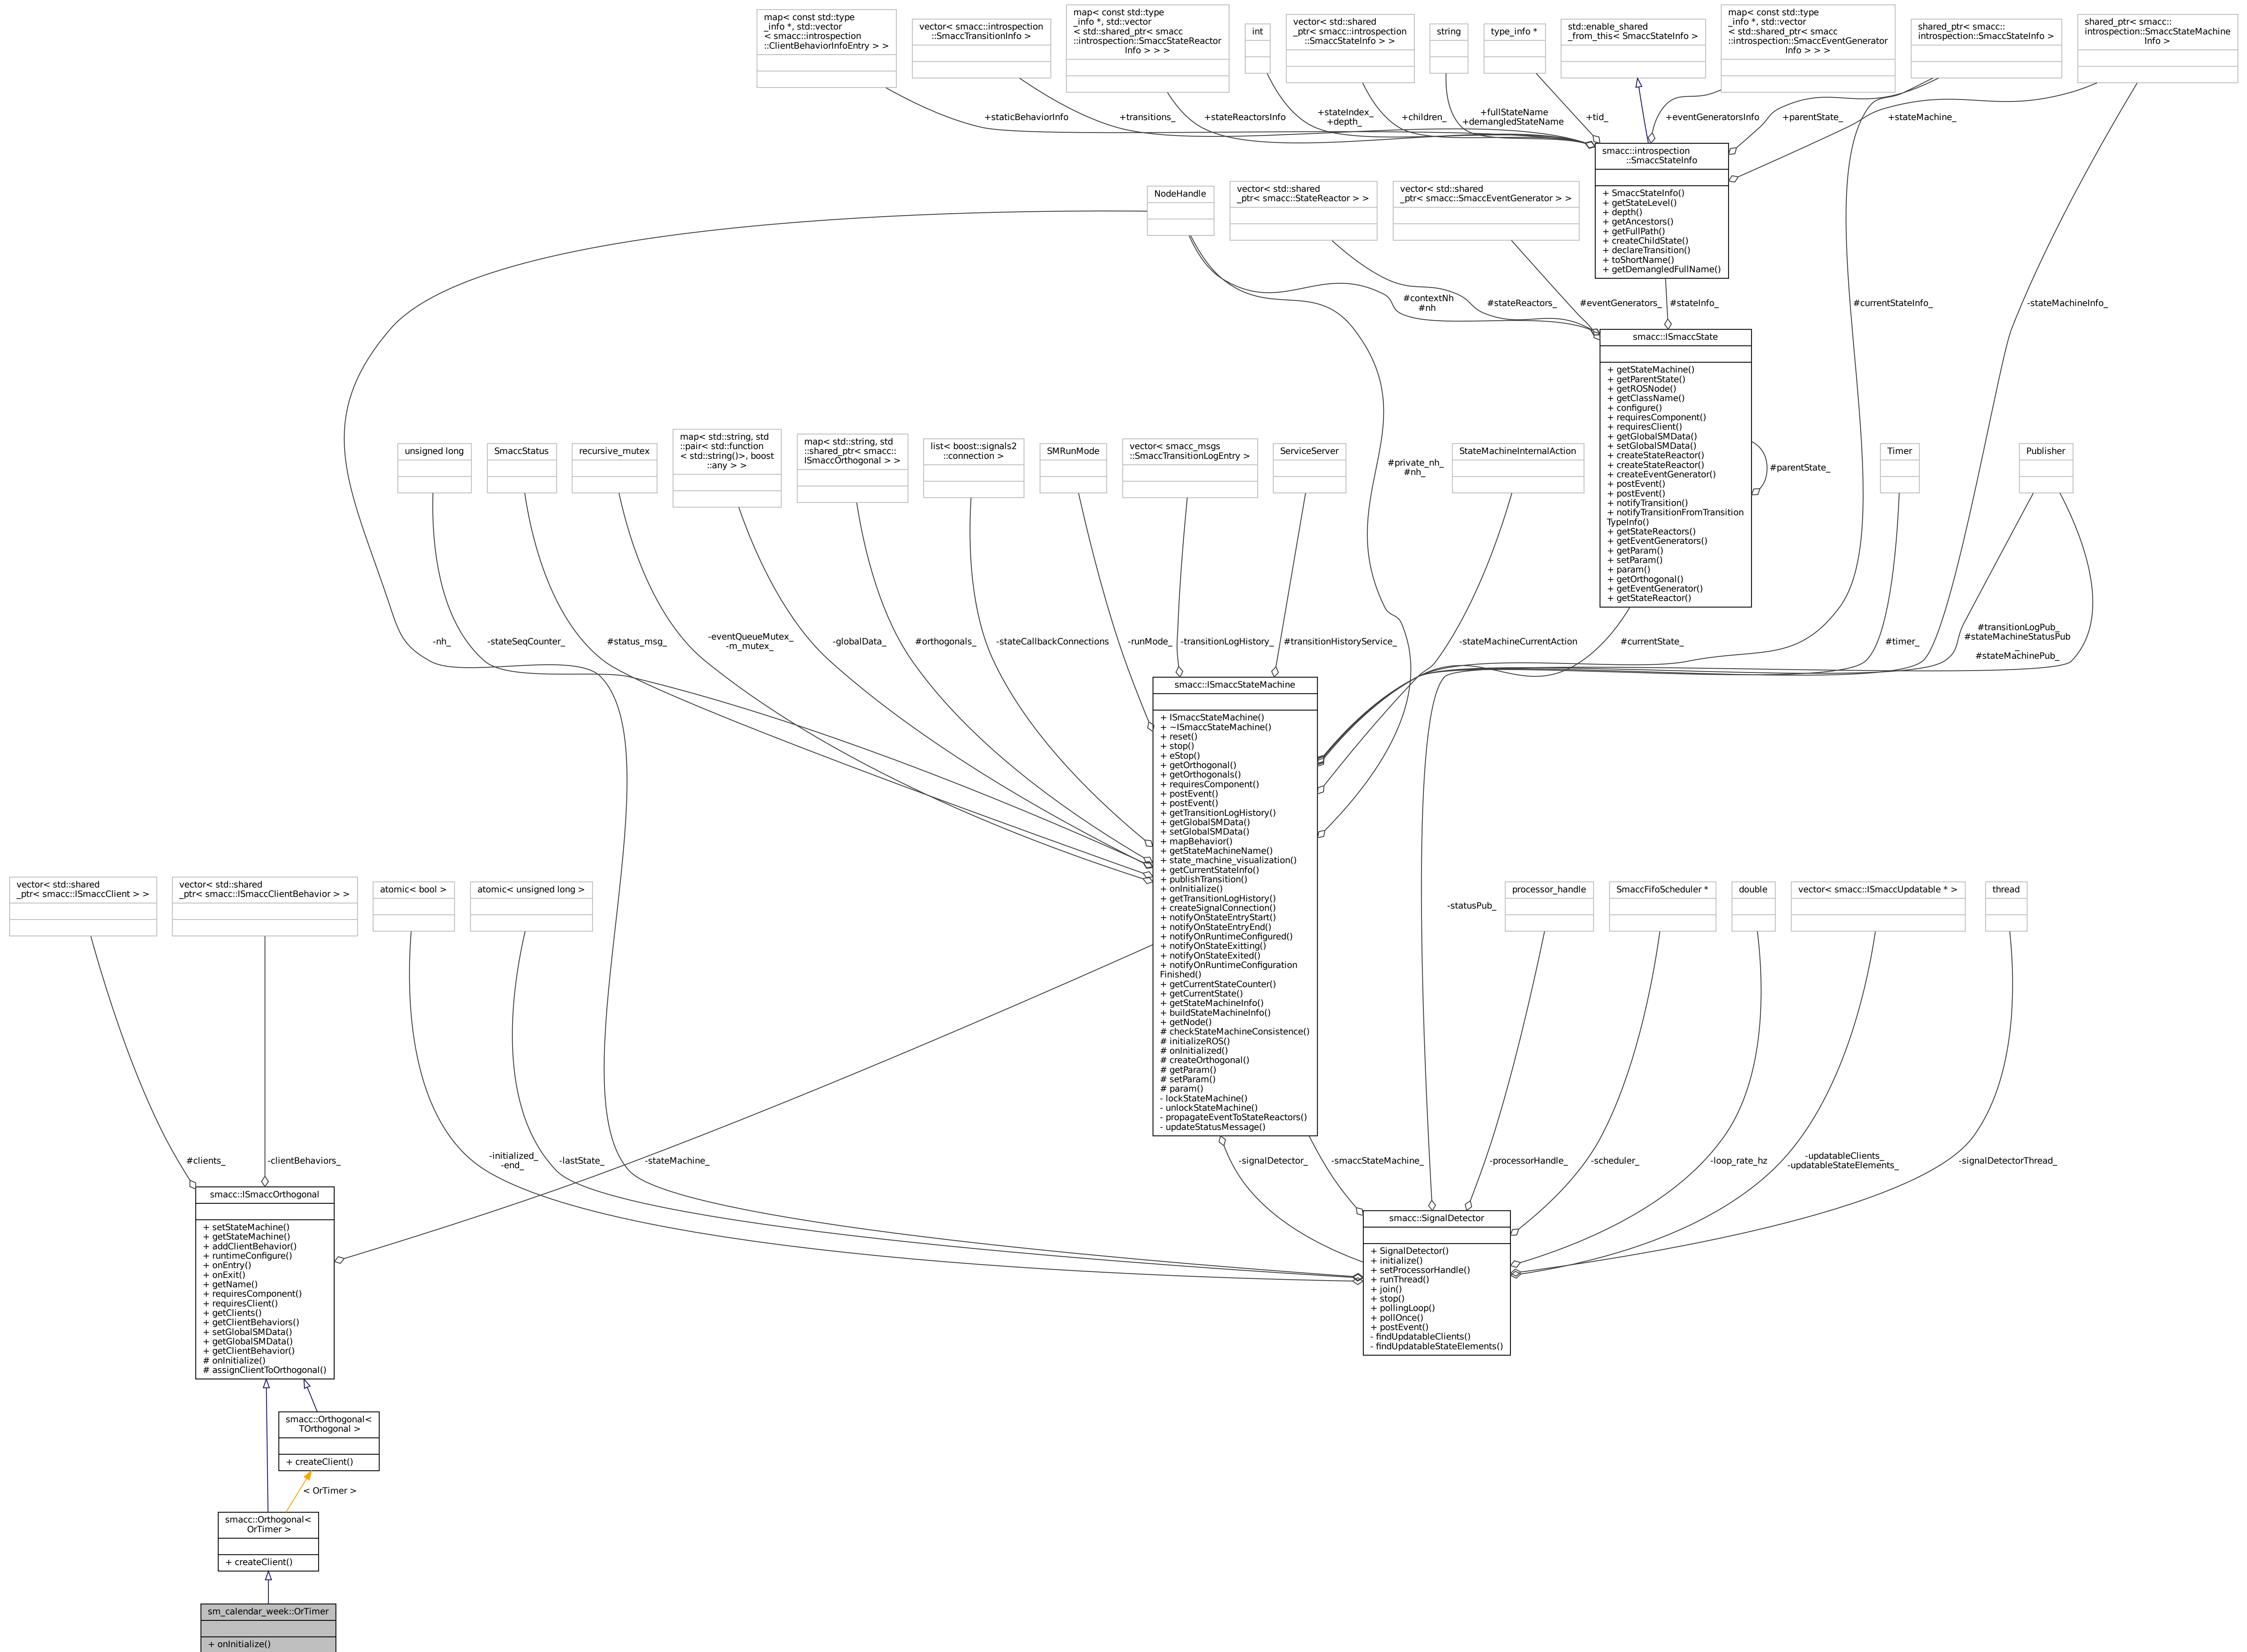 map< const std::type
_info *, std::vector
< smacc::introspection
::ClientBehaviorInfoEntry > >
vector< smacc::introspection
::SmaccTransitionInfo >
map< const std::type
_info *, std::vector
< std::shared_ptr< smacc
::introspection::SmaccStateReactor
Info > > >
int
vector< std::shared
_ptr< smacc::introspection
::SmaccStateInfo > >
string
type_info *
std::enable_shared
_from_this< SmaccStateInfo >
map< const std::type
_info *, std::vector
< std::shared_ptr< smacc
::introspection::SmaccEventGenerator
Info > > >
shared_ptr< smacc::
introspection::SmaccStateInfo >
shared_ptr< smacc::
introspection::SmaccStateMachine
Info >
+staticBehaviorInfo
+transitions_
+stateReactorsInfo
+stateIndex_
+depth_
+children_
+fullStateName
+demangledStateName
+tid_
+eventGeneratorsInfo
+parentState_
+stateMachine_
smacc::introspection
::SmaccStateInfo
+ SmaccStateInfo()
+ getStateLevel()
+ depth()
+ getAncestors()
+ getFullPath()
+ createChildState()
+ declareTransition()
+ toShortName()
+ getDemangledFullName()
NodeHandle
vector< std::shared
_ptr< smacc::StateReactor > >
vector< std::shared
_ptr< smacc::SmaccEventGenerator > >
#contextNh
#nh
#stateReactors_
#eventGenerators_
#stateInfo_
#currentStateInfo_
-stateMachineInfo_
smacc::ISmaccState
+ getStateMachine()
+ getParentState()
+ getROSNode()
+ getClassName()
+ configure()
+ requiresComponent()
+ requiresClient()
+ getGlobalSMData()
+ setGlobalSMData()
+ createStateReactor()
+ createStateReactor()
+ createEventGenerator()
+ postEvent()
+ postEvent()
+ notifyTransition()
+ notifyTransitionFromTransition
TypeInfo()
+ getStateReactors()
+ getEventGenerators()
+ getParam()
+ setParam()
+ param()
+ getOrthogonal()
+ getEventGenerator()
+ getStateReactor()
#parentState_
unsigned long
SmaccStatus
recursive_mutex
map< std::string, std
::pair< std::function
< std::string()>, boost
::any > >
map< std::string, std
::shared_ptr< smacc::
ISmaccOrthogonal > >
list< boost::signals2
::connection >
SMRunMode
vector< smacc_msgs
::SmaccTransitionLogEntry >
ServiceServer
#private_nh_
#nh_
StateMachineInternalAction
Timer
Publisher
-nh_
-stateSeqCounter_
#status_msg_
-eventQueueMutex_
-m_mutex_
-globalData_
#orthogonals_
-stateCallbackConnections
-runMode_
-transitionLogHistory_
#transitionHistoryService_
-stateMachineCurrentAction
#currentState_
#timer_
#transitionLogPub_
#stateMachineStatusPub
_
#stateMachinePub_
smacc::ISmaccStateMachine
+ ISmaccStateMachine()
+ ~ISmaccStateMachine()
+ reset()
+ stop()
+ eStop()
+ getOrthogonal()
+ getOrthogonals()
+ requiresComponent()
+ postEvent()
+ postEvent()
+ getTransitionLogHistory()
+ getGlobalSMData()
+ setGlobalSMData()
+ mapBehavior()
+ getStateMachineName()
+ state_machine_visualization()
+ getCurrentStateInfo()
+ publishTransition()
+ onInitialize()
+ getTransitionLogHistory()
+ createSignalConnection()
+ notifyOnStateEntryStart()
+ notifyOnStateEntryEnd()
+ notifyOnRuntimeConfigured()
+ notifyOnStateExitting()
+ notifyOnStateExited()
+ notifyOnRuntimeConfiguration
Finished()
+ getCurrentStateCounter()
+ getCurrentState()
+ getStateMachineInfo()
+ buildStateMachineInfo()
+ getNode()
# checkStateMachineConsistence()
# initializeROS()
# onInitialized()
# createOrthogonal()
# getParam()
# setParam()
# param()
- lockStateMachine()
- unlockStateMachine()
- propagateEventToStateReactors()
- updateStatusMessage()
vector< std::shared
_ptr< smacc::ISmaccClient > >
vector< std::shared
_ptr< smacc::ISmaccClientBehavior > >
atomic< bool >
atomic< unsigned long >
-statusPub_
processor_handle
SmaccFifoScheduler *
double
vector< smacc::ISmaccUpdatable * >
thread
#clients_
-clientBehaviors_
-initialized_
-end_
-lastState_
-stateMachine_
-signalDetector_
-smaccStateMachine_
-processorHandle_
-scheduler_
-loop_rate_hz
-updatableClients_
-updatableStateElements_
-signalDetectorThread_
smacc::ISmaccOrthogonal
+ setStateMachine()
+ getStateMachine()
+ addClientBehavior()
+ runtimeConfigure()
+ onEntry()
+ onExit()
+ getName()
+ requiresComponent()
+ requiresClient()
+ getClients()
+ getClientBehaviors()
+ setGlobalSMData()
+ getGlobalSMData()
+ getClientBehavior()
# onInitialize()
# assignClientToOrthogonal()
smacc::SignalDetector
+ SignalDetector()
+ initialize()
+ setProcessorHandle()
+ runThread()
+ join()
+ stop()
+ pollingLoop()
+ pollOnce()
+ postEvent()
- findUpdatableClients()
- findUpdatableStateElements()
smacc::Orthogonal<
TOrthogonal >
+ createClient()
< OrTimer >
smacc::Orthogonal<
OrTimer >
+ createClient()
sm_calendar_week::OrTimer
+ onInitialize()